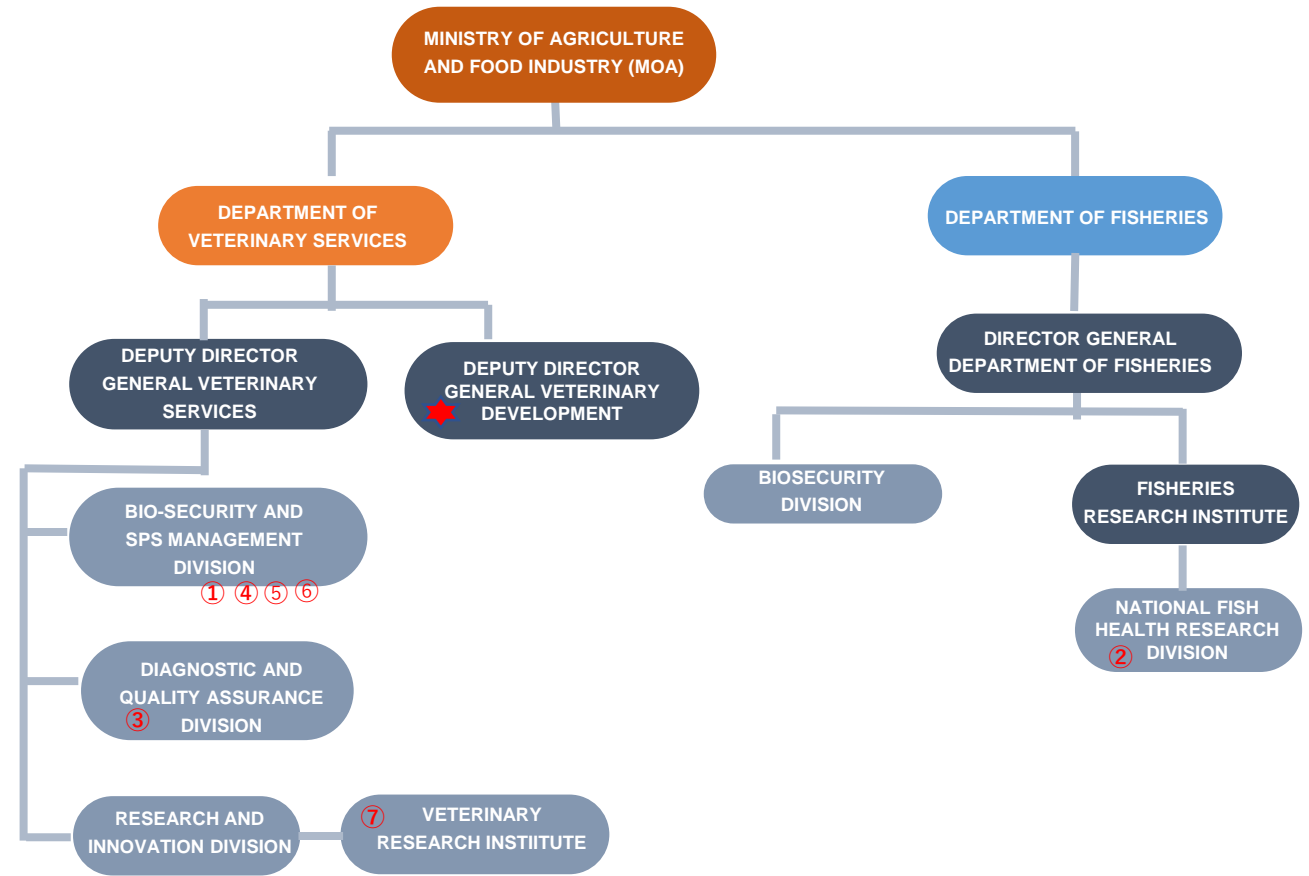 MINISTRY OF AGRICULTURE
AND FOOD INDUSTRY (MOA)
DEPARTMENT OF
VETERINARY SERVICES
DEPARTMENT OF FISHERIES
DEPUTY DIRECTOR
GENERAL VETERINARY
SERVICES
DEPUTY DIRECTOR
GENERAL VETERINARY
DEVELOPMENT
DIRECTOR GENERAL
DEPARTMENT OF FISHERIES
BIO-SECURITY AND
SPS MANAGEMENT
DIVISION
① ④ ⑤ ⑥
BIOSECURITY
DIVISION
FISHERIES
RESEARCH INSTITUTE
NATIONAL FISH
HEALTH RESEARCH
② DIVISION
DIAGNOSTIC AND
QUALITY ASSURANCE
③ DIVISION
RESEARCH AND
INNOVATION DIVISION
⑦ VETERINARY
RESEARCH INSTIITUTE